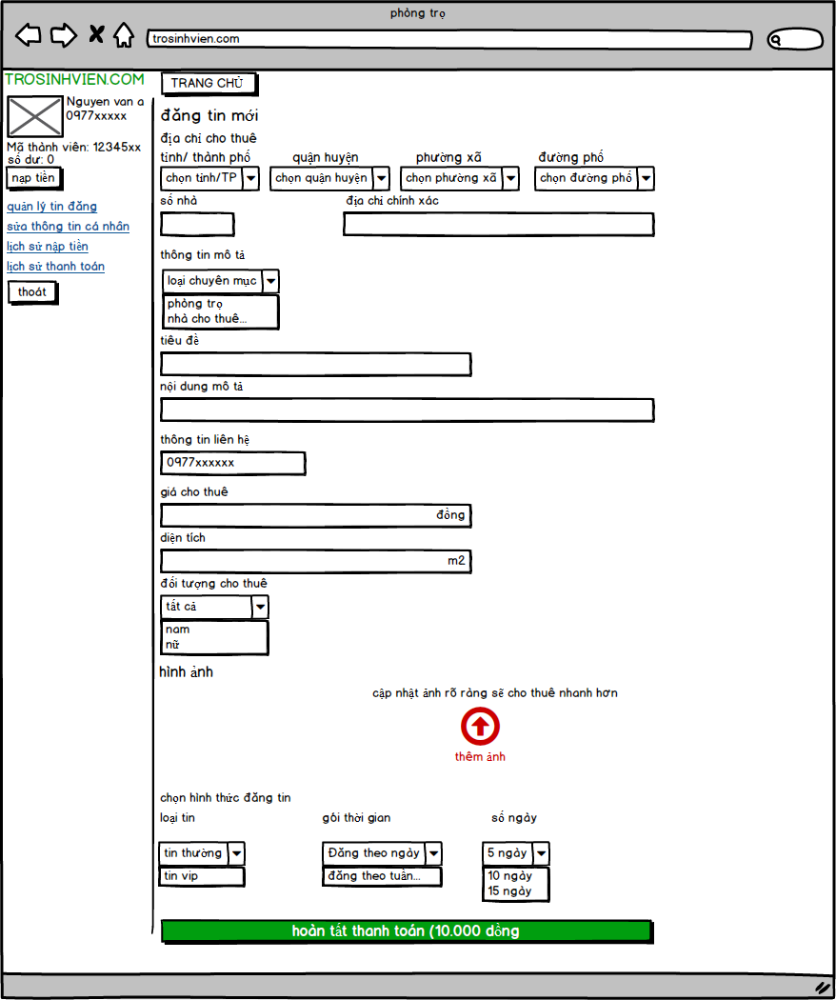 phòng trọ
trosinhvien.com
TROSINHVIEN.COM
Nguyen van a
0977xxxxx
Mã thành viên: 12345xx
số dư: 0
nạp tiền
quản lý tin đăng
sửa thông tin cá nhân
lịch sử nập tiền
lịch sử thanh toán
thoát
TRANG CHỦ
đăng tin mới
địa chỉ cho thuê
tỉnh/ thành phố quận huyện phường xã đường phố
chọn tỉnh/TP chọn quận huyện chọn phường xã chọn đường phố
số nhà địa chỉ chính xác
thông tin mô tả
loại chuyên mục
phòng trọ
nhà cho thuê...
tiêu đề
nội dung mô tả
thông tin liên hệ
0977xxxxxx
giá cho thuê
đồng
diện tích
m2
đối tượng cho thuê
tất cả
nam
nữ
hình ảnh
cập nhật ảnh rõ ràng sẽ cho thuê nhanh hơn
thêm ảnh
chọn hình thức đăng tin
loại tin gói thời gian số ngày
tin thường Đăng theo ngày 5 ngày
tin vip đăng theo tuần... 10 ngày
15 ngày
hoàn tất thanh toán (10.000 đồng